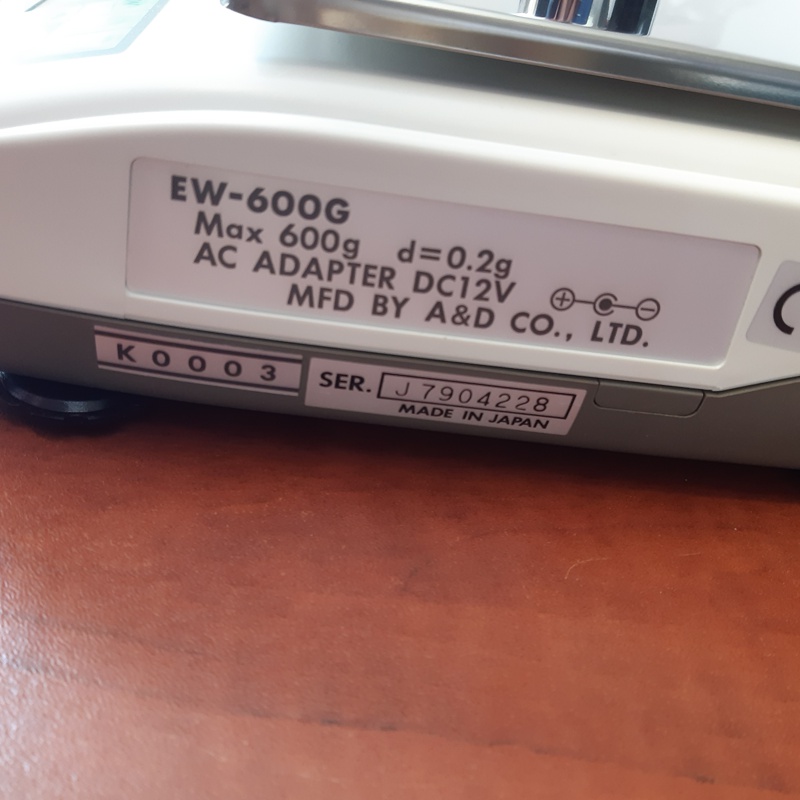 EW-600G
Max 600g d=0.2g
AC ADAPTER DC12V
MFD BY A&D CO., LTD.
K0003
SER. J7904228
MADE IN JAPAN